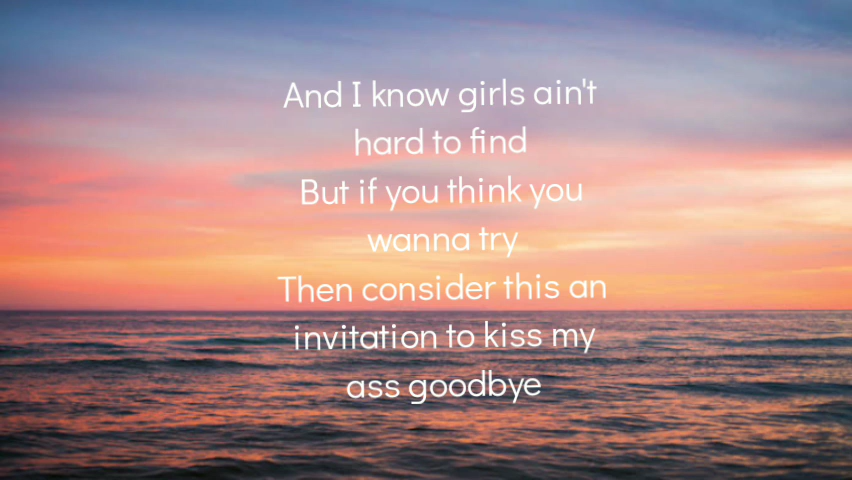 And I know girls ain't
hard to find
But if you think you
wanna try
Then consider this an
invitation to kiss my
ass goodbye